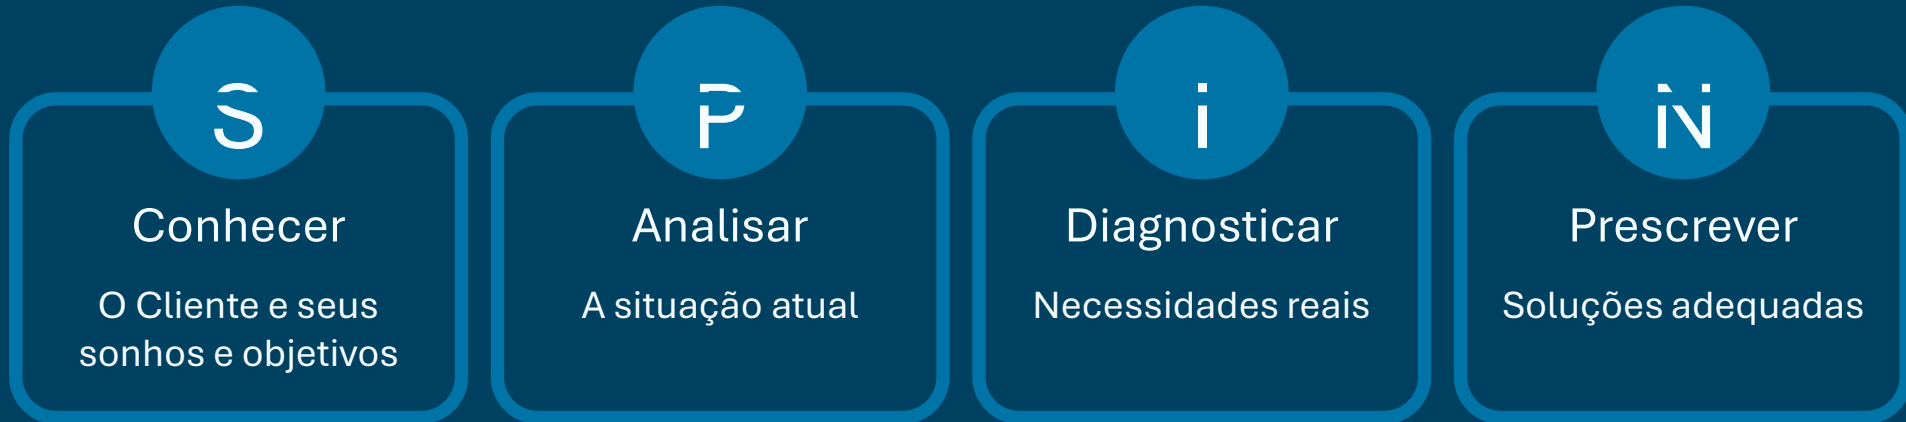 S
Conhecer
O Cliente e seus
sonhos e objetivos
P
Analisar
A situação atual
I
Diagnosticar
Necessidades reais
N
Prescrever
Soluções adequadas